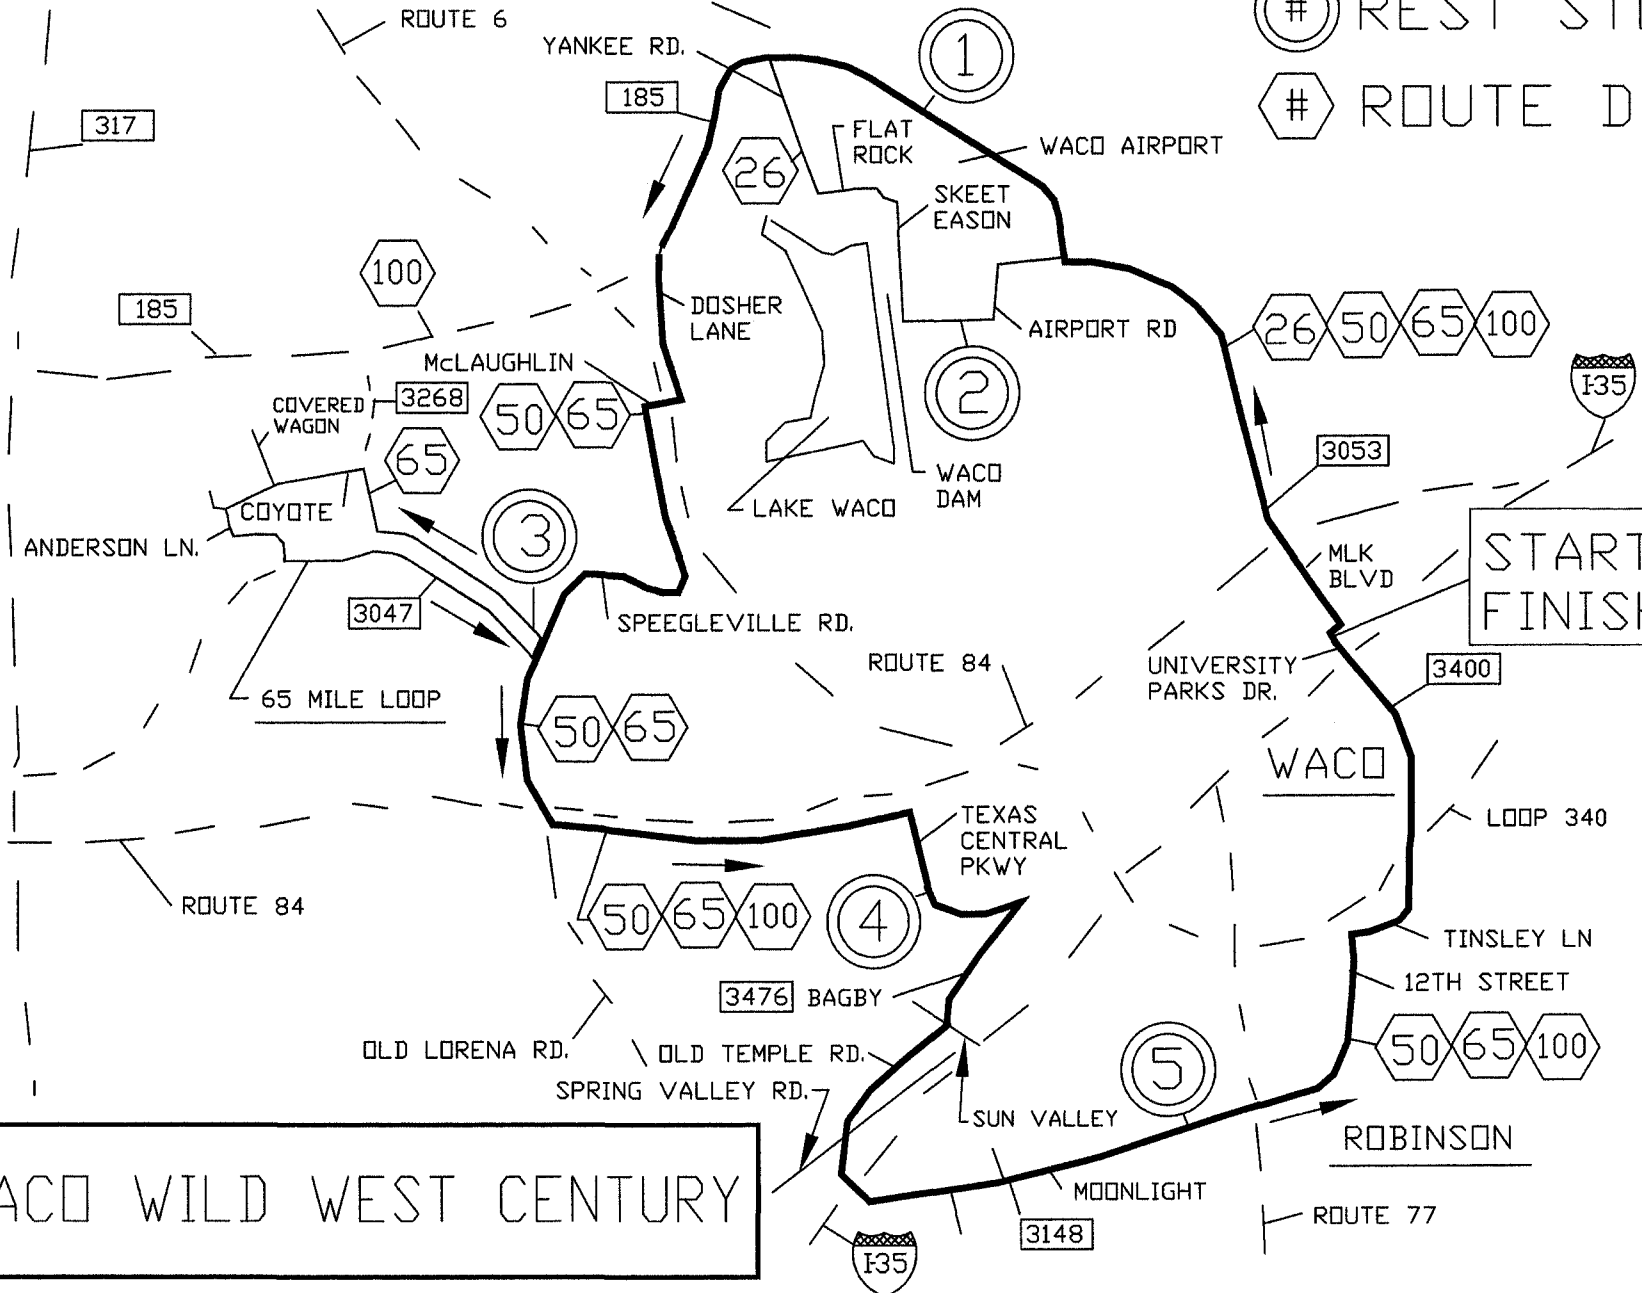 ROUTE 6
YANKEE RD.
1
# REST
# ROUTE D
185
317
FLAT
ROCK
WACO AIRPORT
26
SKEET
EASON
100
185
DOSHER
LANE
AIRPORT RD
26 50 65 100
McLAUGHLIN
I-35
COVERED
WAGON
3268
50 65
2
65
3053
WACO
DAM
COYOTE
LAKE WACO
3
ANDERSON LN.
START
FINISH
MLK
BLVD
3047
SPEEGLEVILLE RD.
ROUTE 84
UNIVERSITY
PARKS DR.
3400
65 MILE LOOP
50 65
WACO
TEXAS
CENTRAL
PKWY
LOOP 340
ROUTE 84
50 65 100
4
TINSLEY LN
12TH STREET
3476 BAGBY
50 65 100
OLD LORENA RD.
OLD TEMPLE RD.
5
SPRING VALLEY RD.
SUN VALLEY
ROBINSON
ACO WILD WEST CENTURY
MOONLIGHT
ROUTE 77
3148
I-35